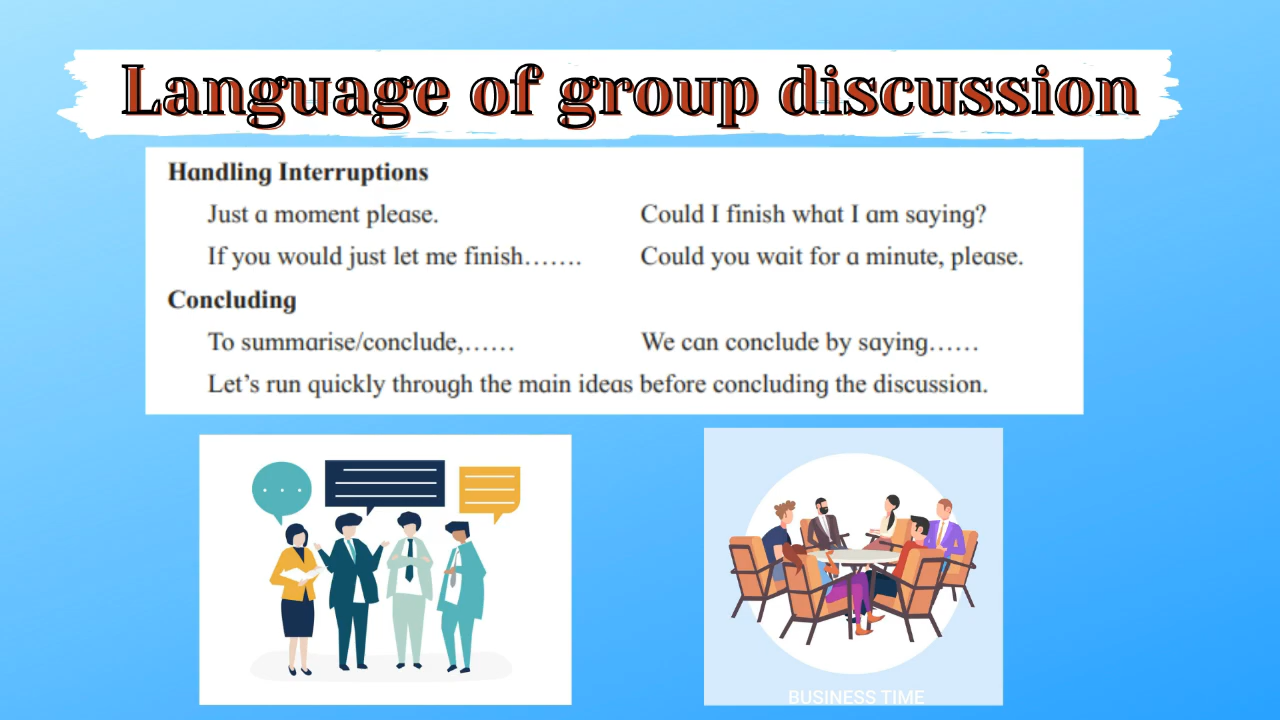 Language of group discussion
Handling Interruptions
Just a moment please. Could I finish what I am saying?
If you would just let me finish……. Could you wait for a minute, please.
Concluding
To summarise/conclude,…… We can conclude by saying……
Let’s run quickly through the main ideas before concluding the discussion.
BUSINESS TIME